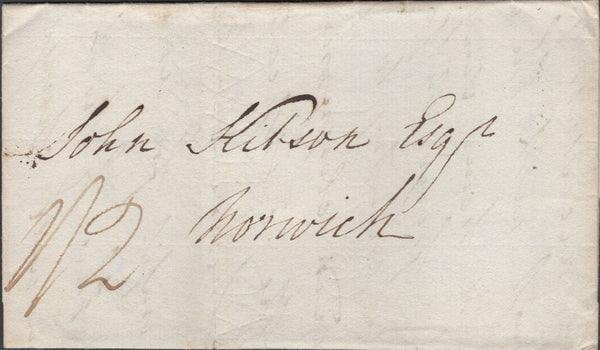 John Kitson Esqr
Norwich
1/2